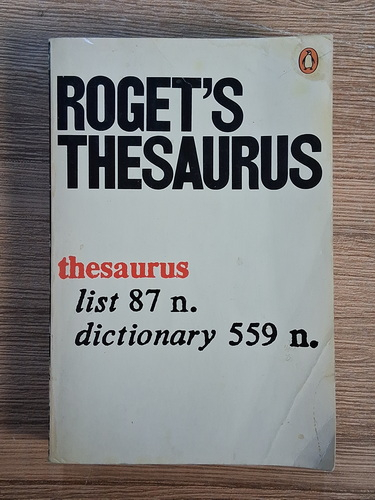 ROGET'S
THESAURUS
thesaurus
list 87 n.
dictionary 559 n.